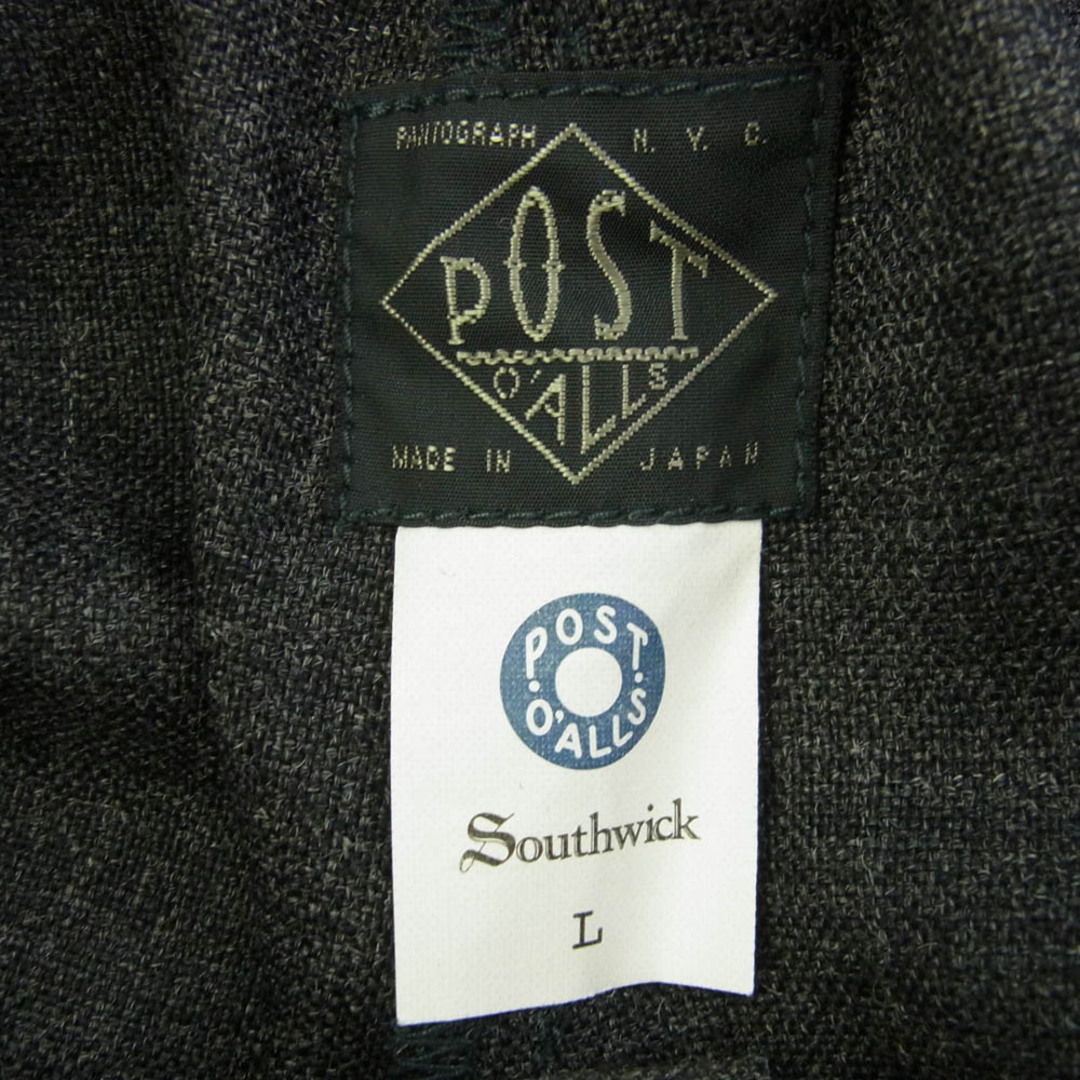 PANTOGRAPH N. Y. C.
POST
O'ALLS
MADE IN JAPAN
POST
O'ALLS
Southwick
L